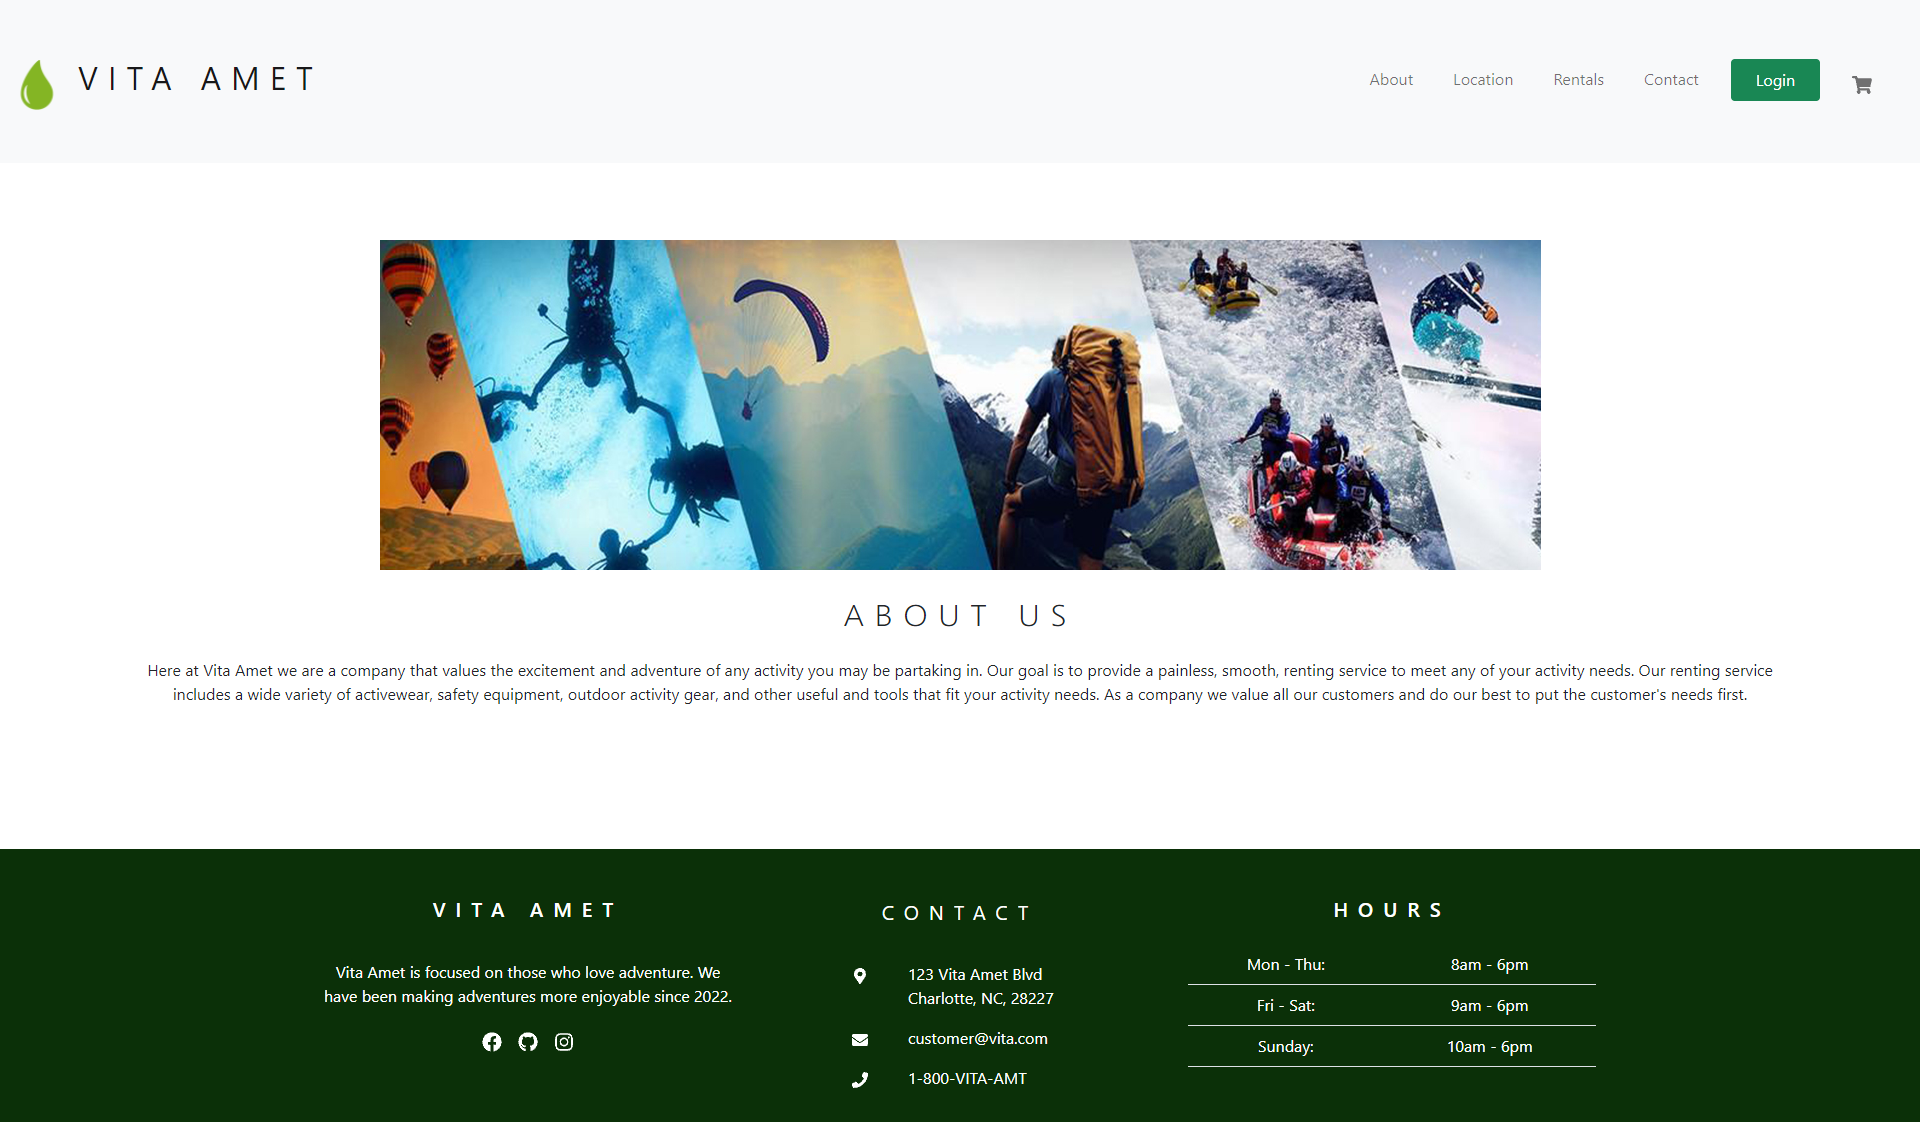 VITA AMET
About
Location
Rentals
Contact
Login
ABOUT US
Here at Vita Amet we are a company that values the excitement and adventure of any activity you may be partaking in. Our goal is to provide a painless, smooth, renting service to meet any of your activity needs. Our renting service
includes a wide variety of activewear, safety equipment, outdoor activity gear, and other useful and tools that fit your activity needs. As a company we value all our customers and do our best to put the customer's needs first.
VITA AMET
Vita Amet is focused on those who love adventure. We
have been making adventures more enjoyable since 2022.
CONTACT
123 Vita Amet Blvd
Charlotte, NC, 28227
customer@vita.com
1-800-VITA-AMT
HOURS
Mon - Thu: 8am - 6pm
Fri - Sat: 9am - 6pm
Sunday: 10am - 6pm